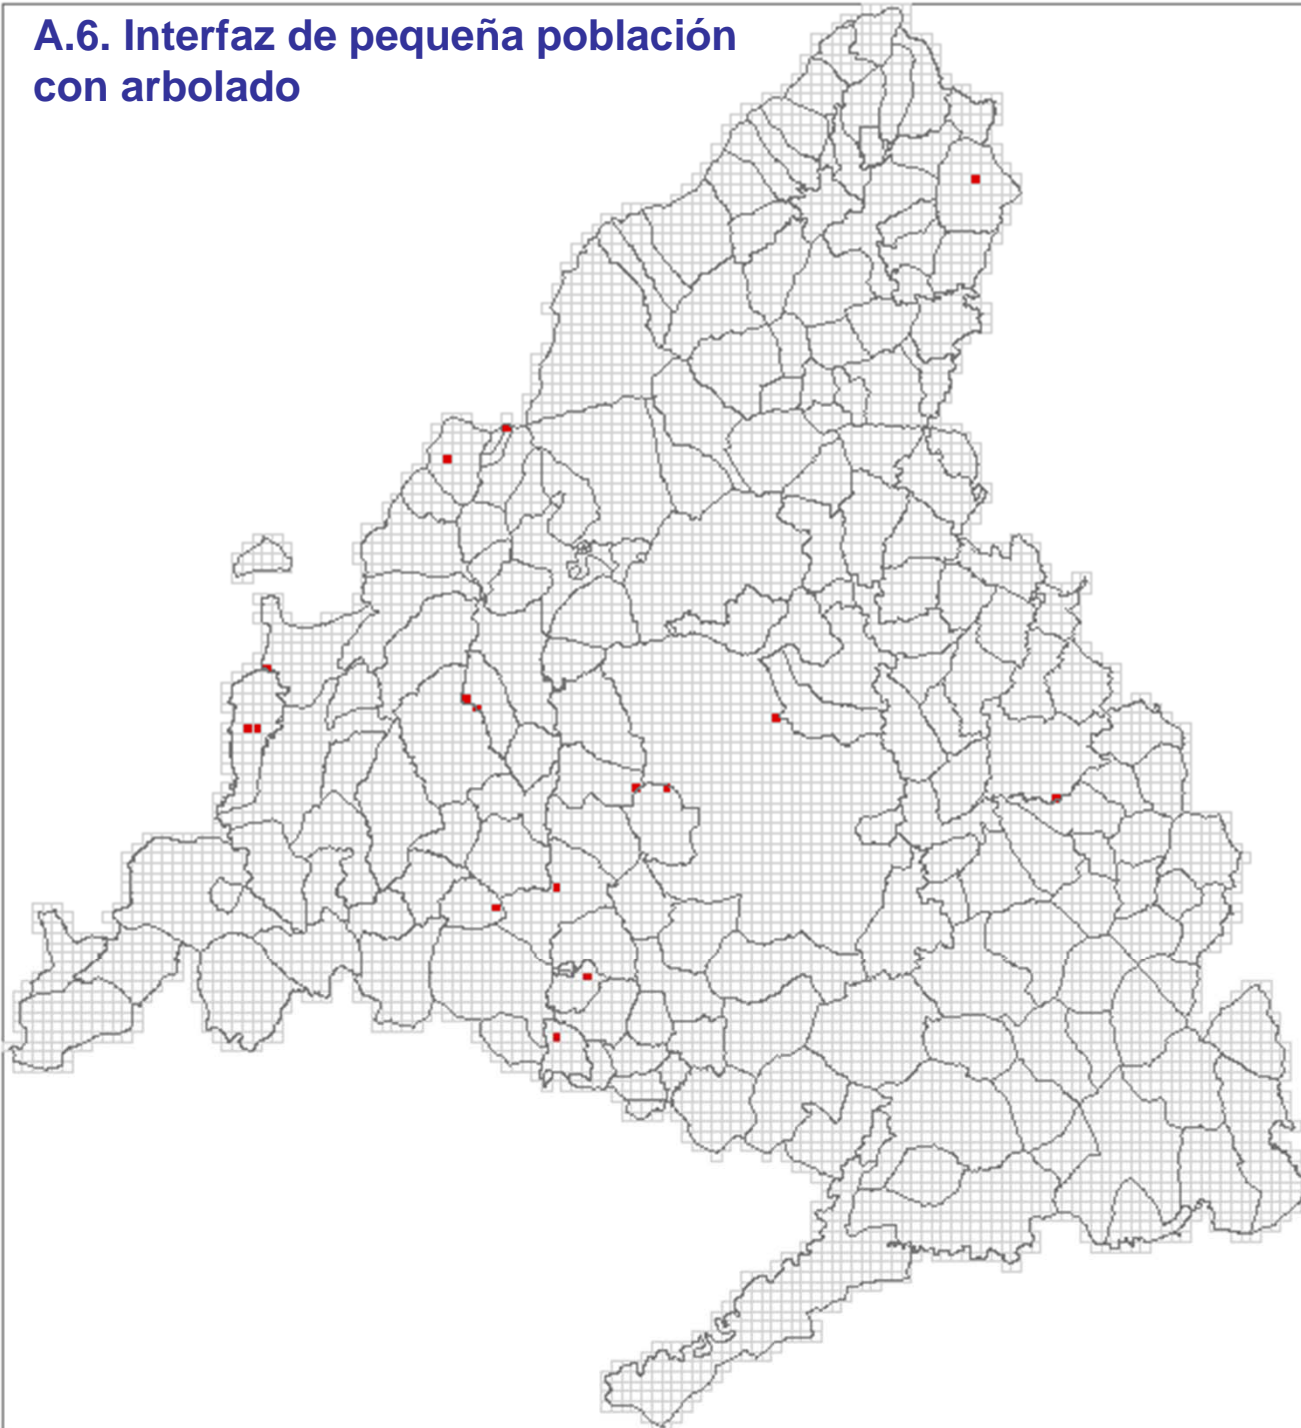 A.6. Interfaz de pequeña población
con arbolado